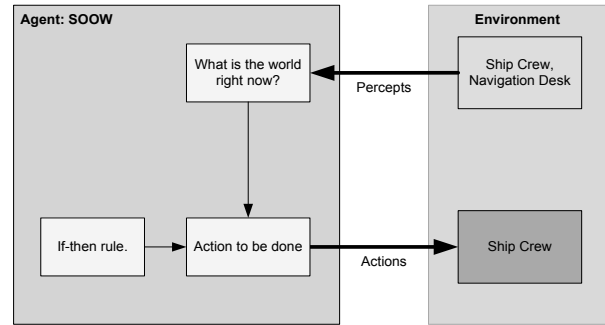 Agent: SOOW
Environment
What is the world
right now?
Ship Crew,
Navigation Desk
Percepts
If-then rule.
Action to be done
Ship Crew
Actions